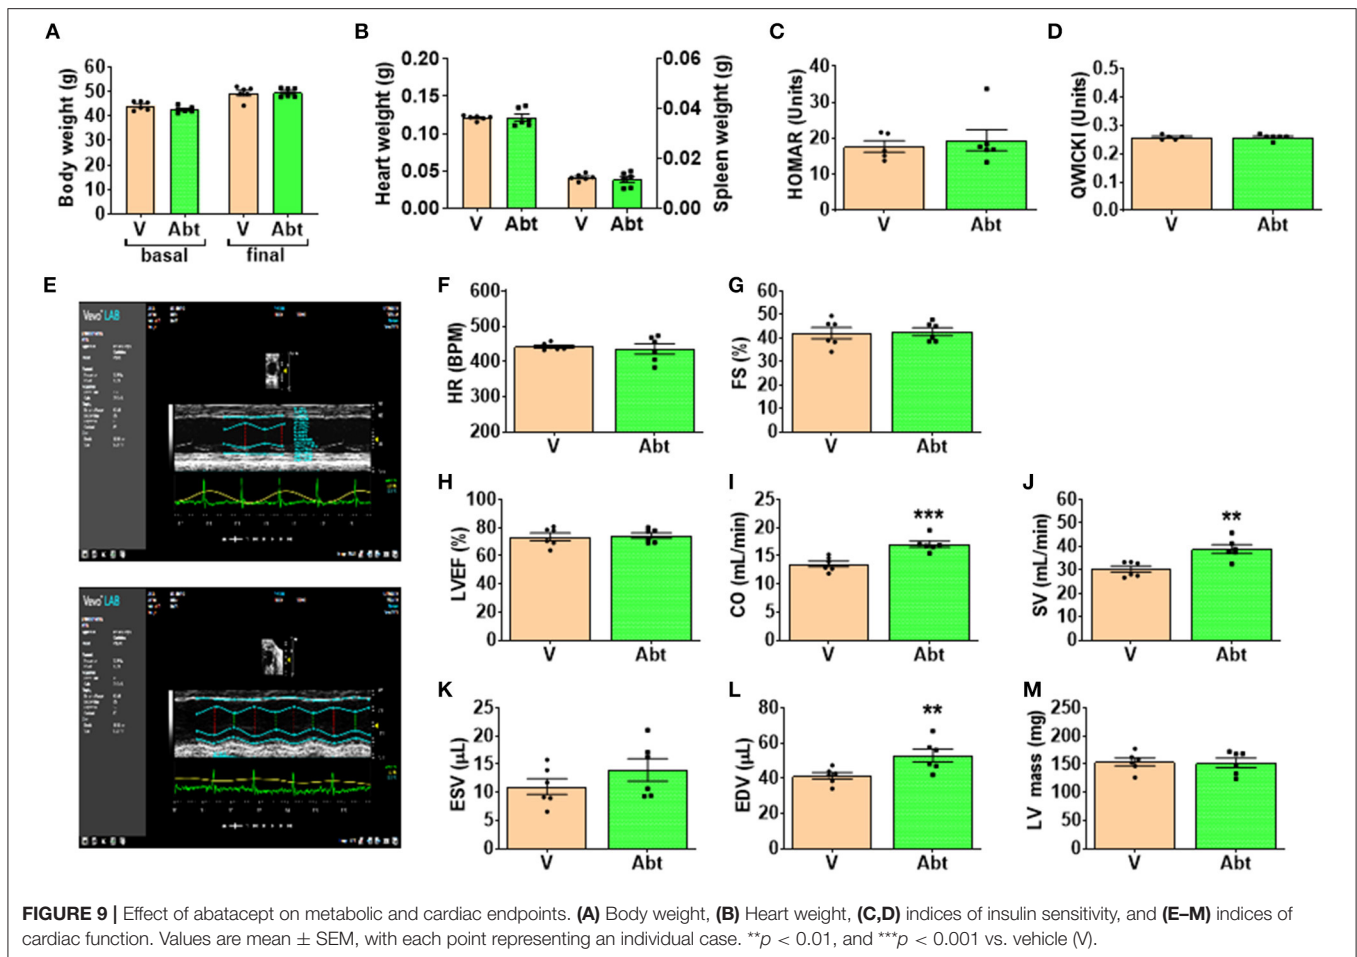 A
B
C
D
Body weight (g)
60
50
40
30
20
10
0
V Abt V Abt
basal final
Heart weight (g)
0.20
0.15
0.10
0.05
0.00
V Abt V Abt
0.06
0.04
0.02
0.00
Spleen weight (g)
HOMAR (Units)
40
30
20
10
0
V Abt
QWICKI (Units)
0.5
0.4
0.3
0.2
0.1
0.0
V Abt
E
Vevo LAB
Vevo LAB
F
HR (BPM)
600
500
400
300
200
V Abt
G
FS (%)
60
50
40
30
20
10
0
V Abt
H
LVEF (%)
100
80
60
40
20
0
V Abt
I
CO (mL/min)
25
20
15
10
5
0
***
V Abt
J
SV (mL/min)
60
50
40
30
20
10
0
**
V Abt
K
ESV (µL)
25
20
15
10
5
0
V Abt
L
EDV (µL)
80
60
40
20
0
**
V Abt
M
LV mass (mg)
250
200
150
100
50
0
V Abt
FIGURE 9 | Effect of abatacept on metabolic and cardiac endpoints. (A) Body weight, (B) Heart weight, (C,D) indices of insulin sensitivity, and (E–M) indices of
cardiac function. Values are mean ± SEM, with each point representing an individual case. **p < 0.01, and ***p < 0.001 vs. vehicle (V).